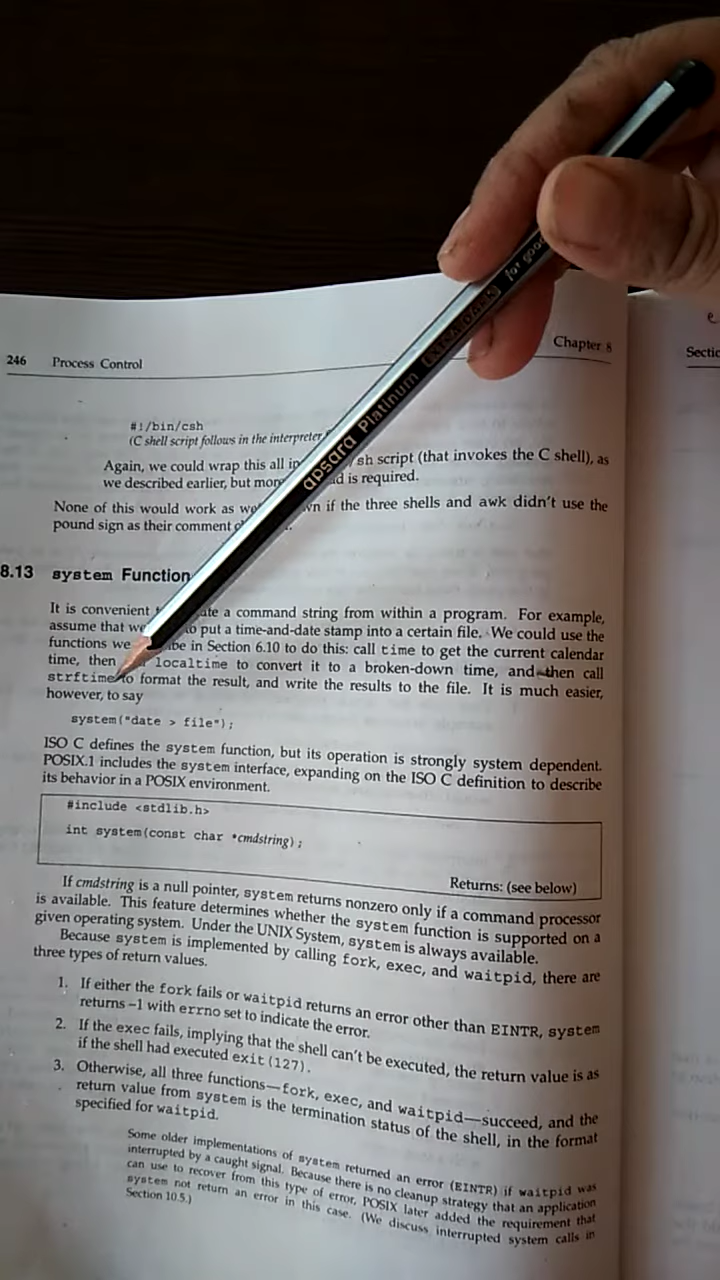 246 Process Control
Chapter 8
Sectio
#!/bin/csh
(C shell script follows in the interpreter
Again, we could wrap this all in /sh script (that invokes the C shell), as
we described earlier, but more is required.
None of this would work as if the three shells and awk didn't use the
pound sign as their comment
8.13 system Function
It is convenient a command string from within a program. For example,
assume that we to put a time-and-date stamp into a certain file. We could use the
functions we in Section 6.10 to do this: call time to get the current calendar
time, then localtime to convert it to a broken-down time, and then call
strftime to format the result, and write the results to the file. It is much easier,
however, to say
system("date > file");
ISO C defines the system function, but its operation is strongly system dependent.
POSIX.1 includes the system interface, expanding on the ISO C definition to describe
its behavior in a POSIX environment.
#include <stdlib.h>
int system(const char *cmdstring);
Returns: (see below)
If cmdstring is a null pointer, system returns nonzero only if a command processor
is available. This feature determines whether the system function is supported on a
given operating system. Under the UNIX System, system is always available.
Because system is implemented by calling fork, exec, and waitpid, there are
three types of return values.
1. If either the fork fails or waitpid returns an error other than EINTR, system
returns –1 with errno set to indicate the error.
2. If the exec fails, implying that the shell can't be executed, the return value is as
if the shell had executed exit(127).
3. Otherwise, all three functions—fork, exec, and waitpid—succeed, and the
return value from system is the termination status of the shell, in the format
specified for waitpid.
Some older implementations of system returned an error (EINTR) if waitpid was
interrupted by a caught signal. Because there is no cleanup strategy that an application
can use to recover from this type of error, POSIX later added the requirement that
system not return an error in this case. (We discuss interrupted system calls in
Section 10.5.)
apsara Platinum EXTRA DARK for good